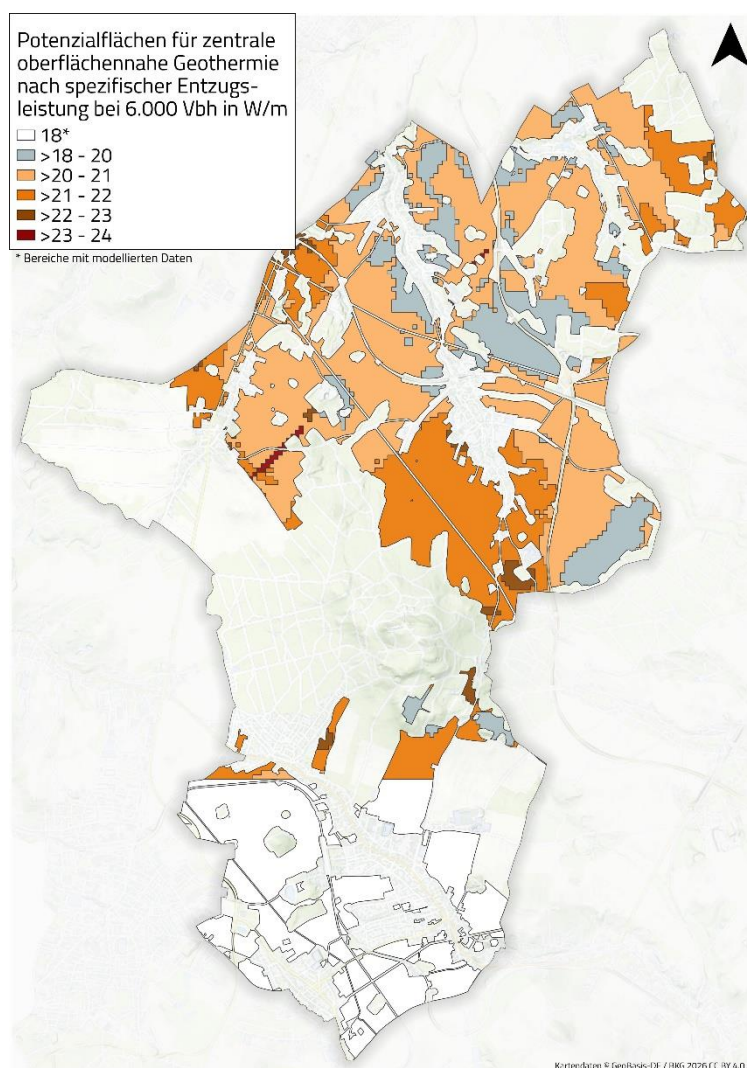 Potenzialflächen für zentrale
oberflächennahe Geothermie
nach spezifischer Entzugs-
leistung bei 6.000 Vbh in W/m
18*
>18 - 20
>20 - 21
>21 - 22
>22 - 23
>23 - 24
* Bereiche mit modellierten Daten
Kartendaten © GeoBasis-DE / BKG 2026 CC BY 4.0